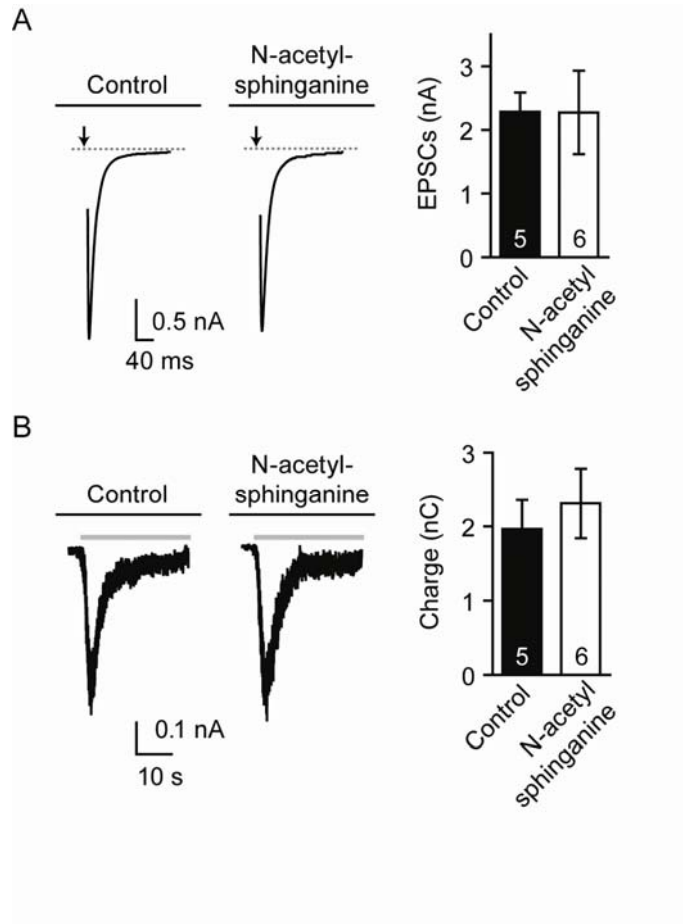 A
Control
N-acetyl-
sphinganine
0.5 nA
40 ms
EPSCs (nA)
3
2
1
0
5
6
Control
N-acetyl
sphinganine
B
Control
N-acetyl-
sphinganine
0.1 nA
10 s
Charge (nC)
3
2
1
0
5
6
Control
N-acetyl
sphinganine